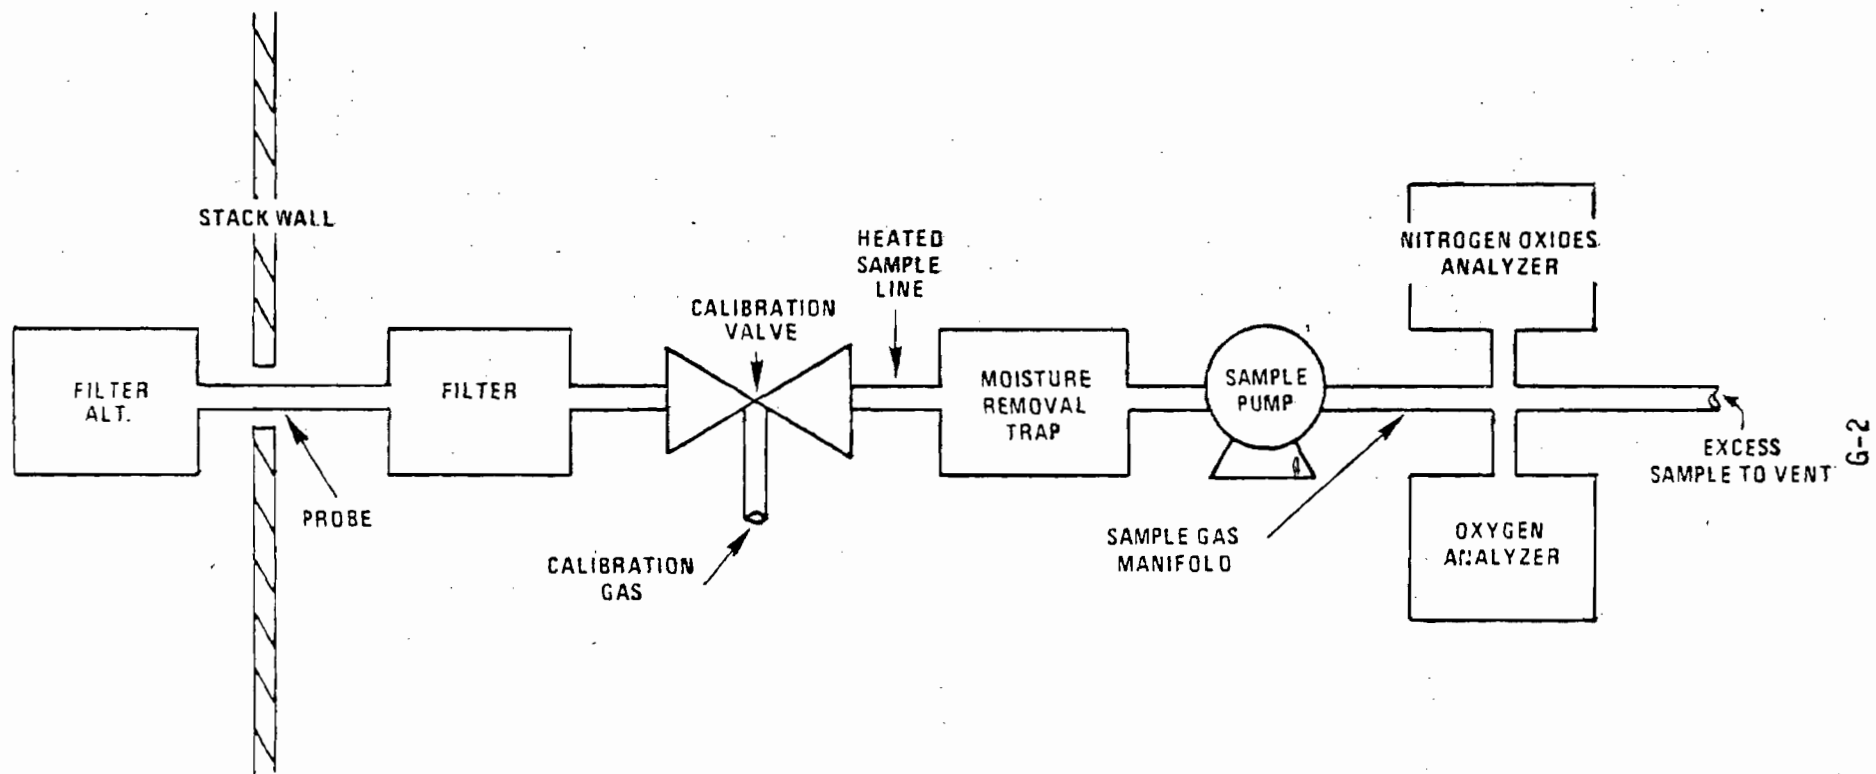 STACK WALL
FILTER
ALT.
PROBE
FILTER
CALIBRATION
VALVE
CALIBRATION
GAS
HEATED
SAMPLE
LINE
MOISTURE
REMOVAL
TRAP
SAMPLE
PUMP
SAMPLE GAS
MANIFOLD
NITROGEN OXIDES
ANALYZER
OXYGEN
ANALYZER
EXCESS
SAMPLE TO VENT
G-2